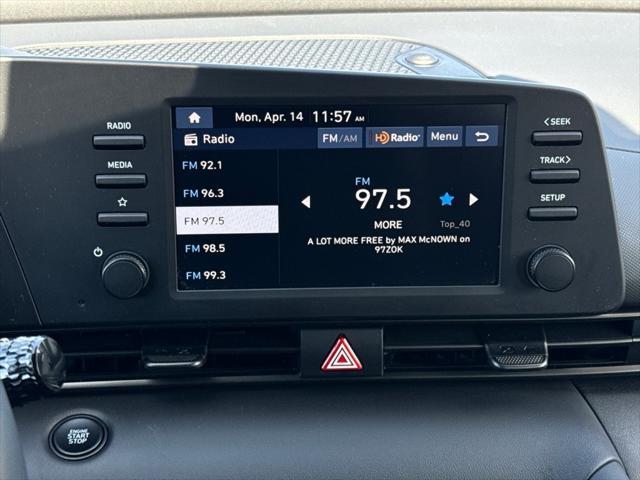 Mon, Apr. 14 11:57 AM
Radio FM/AM HD Radio Menu
FM 92.1
FM 96.3
FM 97.5
FM 98.5
FM 99.3
FM
97.5
MORE Top_40
A LOT MORE FREE by MAX McNOWN on
97ZOK
RADIO
MEDIA
<SEEK
TRACK>
SETUP
ENGINE
START
STOP